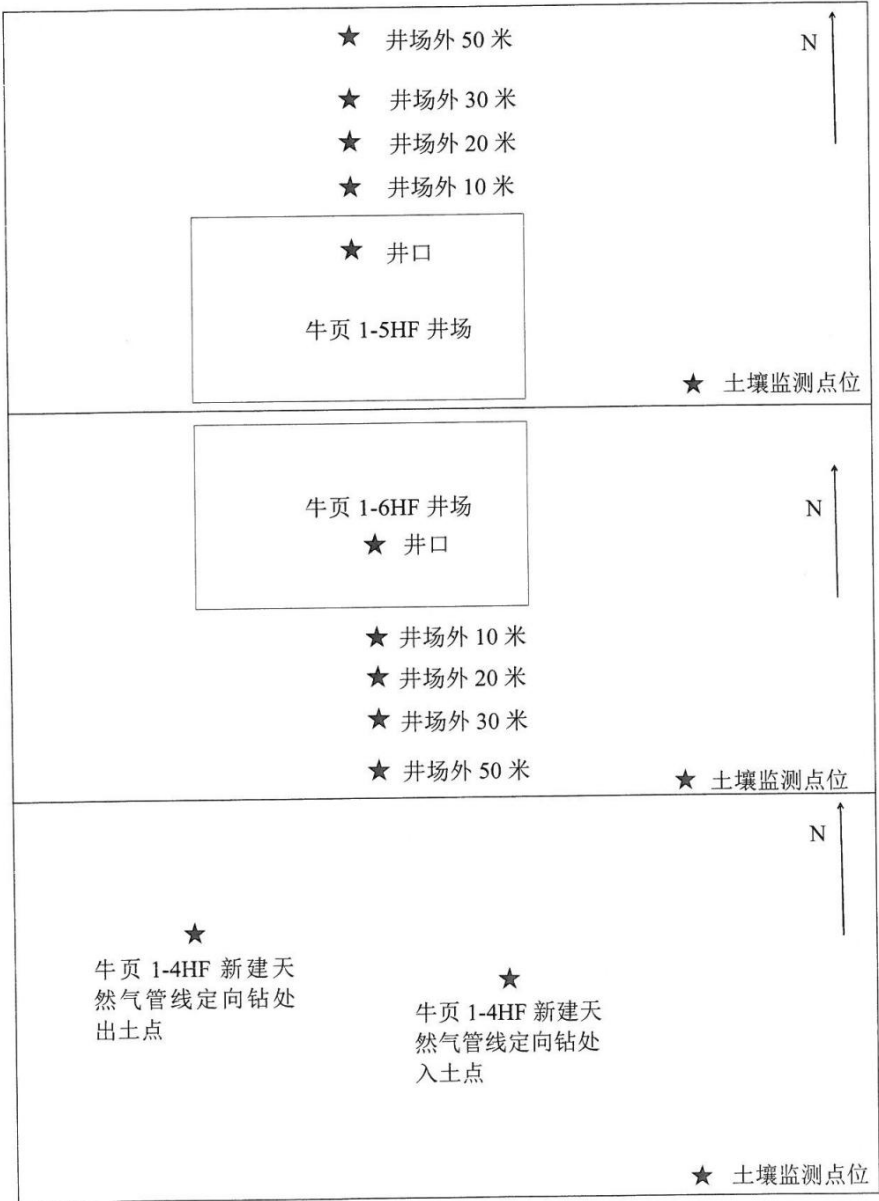 井场外 50 米
N
井场外 30 米
井场外 20 米
井场外 10 米
井口
牛页 1-5HF 井场
土壤监测点位
牛页 1-6HF 井场
N
井口
井场外 10 米
井场外 20 米
井场外 30 米
井场外 50 米
土壤监测点位
N
牛页 1-4HF 新建天
然气管线定向钻处
出土点
牛页 1-4HF 新建天
然气管线定向钻处
入土点
土壤监测点位